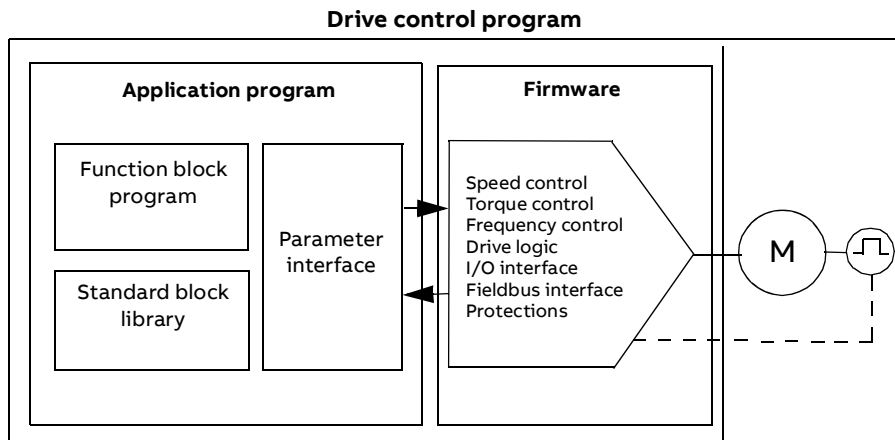 Drive control program
Application program
Firmware
Function block
program
Standard block
library
Parameter
interface
Speed control
Torque control
Frequency control
Drive logic
I/O interface
Fieldbus interface
Protections
M